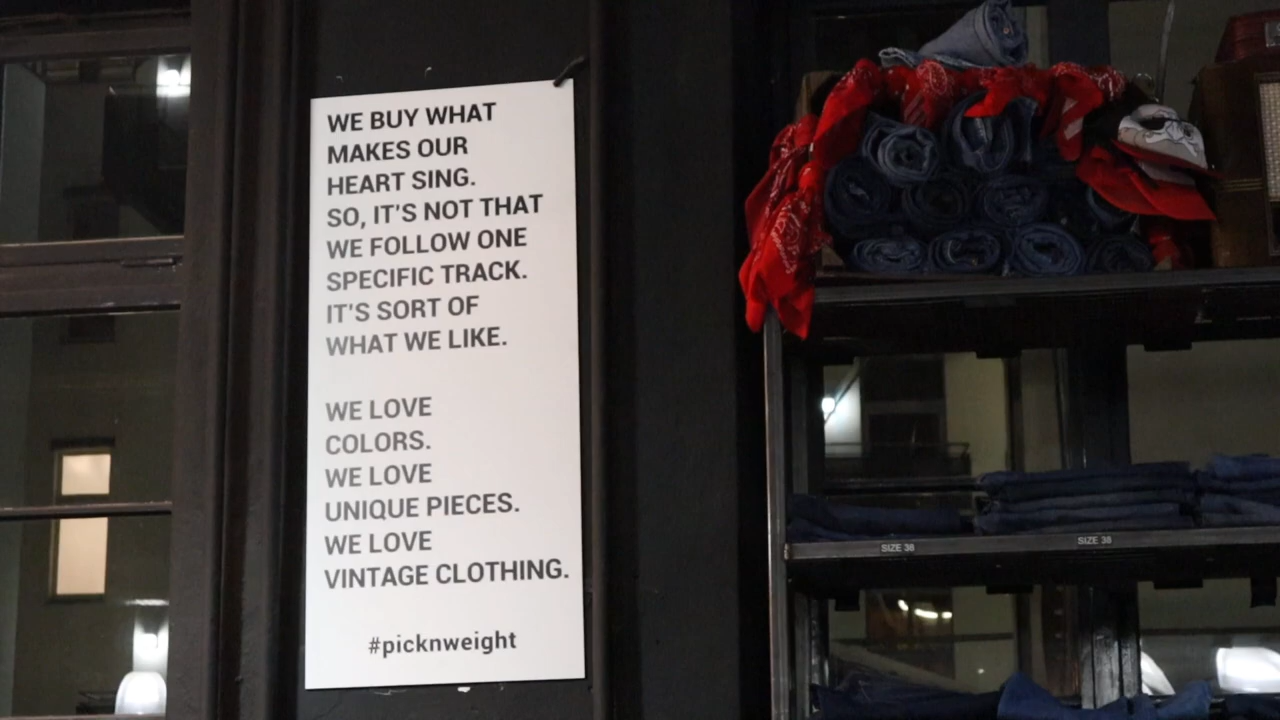 WE BUY WHAT
MAKES OUR
HEART SING.
SO, IT'S NOT THAT
WE FOLLOW ONE
SPECIFIC TRACK.
IT'S SORT OF
WHAT WE LIKE.
WE LOVE
COLORS.
WE LOVE
UNIQUE PIECES.
WE LOVE
VINTAGE CLOTHING.
#picknweight
SIZE 38
SIZE 38